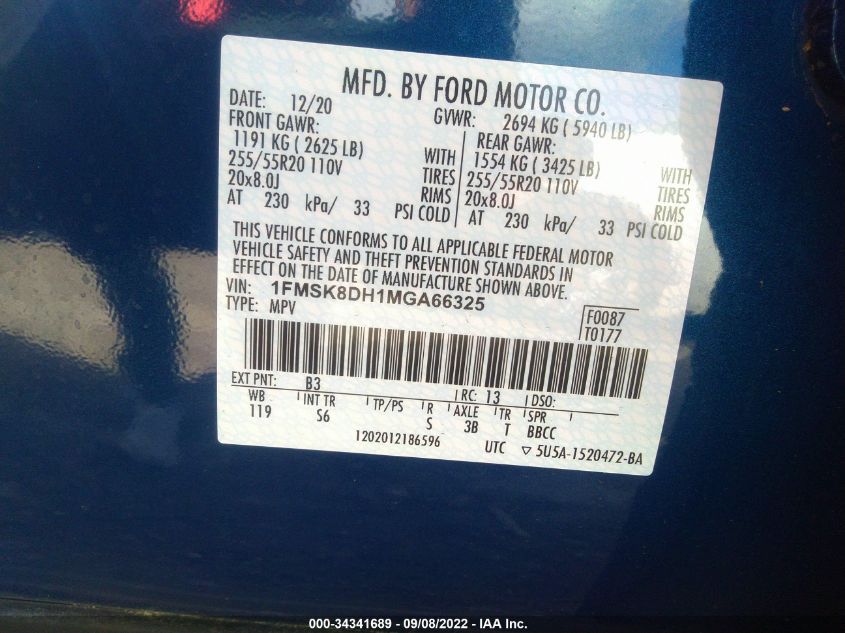 MFD. BY FORD MOTOR CO.
DATE: 12/20 GVWR: 2694 KG ( 5940 LB)
FRONT GAWR: REAR GAWR:
1191 KG ( 2625 LB) WITH 1554 KG ( 3425 LB) WITH
255/55R20 110V TIRES 255/55R20 110V TIRES
20x8.0J RIMS 20x8.0J RIMS
AT 230 kPa/ 33 PSI COLD AT 230 kPa/ 33 PSI COLD
THIS VEHICLE CONFORMS TO ALL APPLICABLE FEDERAL MOTOR
VEHICLE SAFETY AND THEFT PREVENTION STANDARDS IN
EFFECT ON THE DATE OF MANUFACTURE SHOWN ABOVE.
VIN: 1FMSK8DH1MGA66325
TYPE: MPV
F0087
T0177
EXT PNT: B3 RC: 13 DSO:
WB INT TR TP/PS R AXLE TR SPR
119 S6 S 3B T BBCC
1202012186596 UTC ▽ 5U5A-1520472-BA
000-34341689 - 09/08/2022 - IAA Inc.